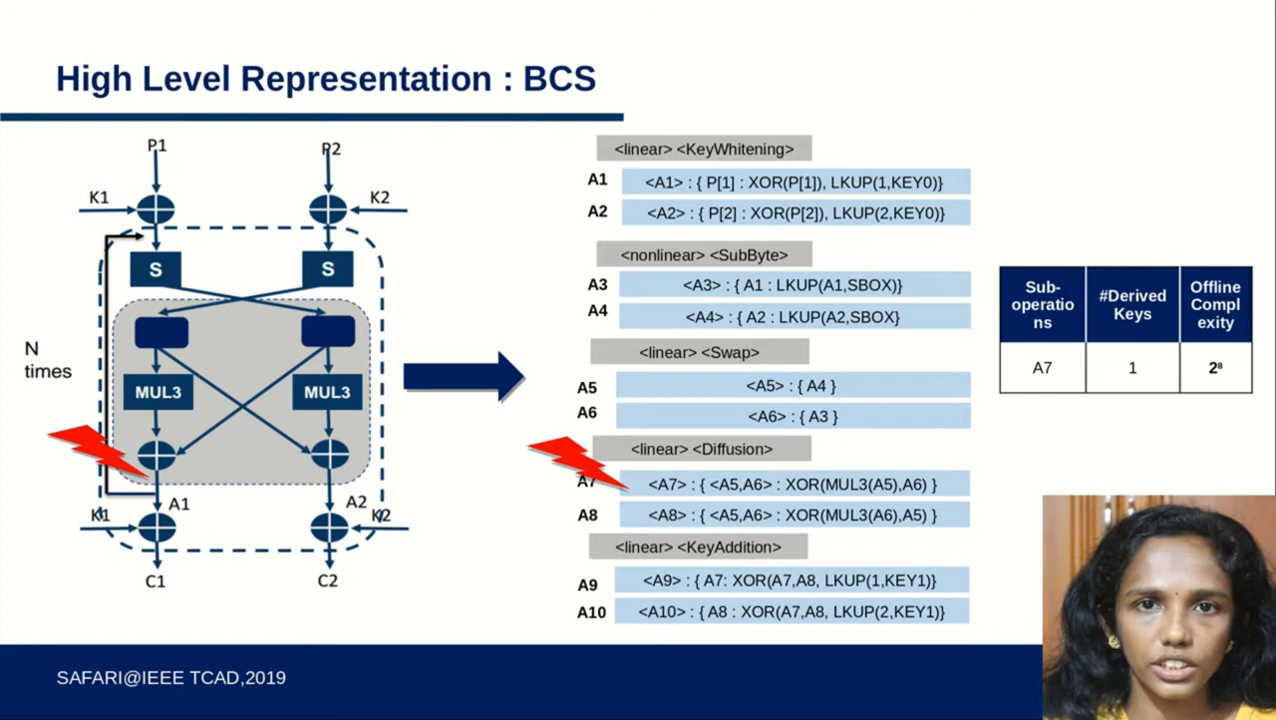 High Level Representation : BCS
P1
P2
K1
K2
S
S
N
times
MUL3
MUL3
A1
A2
K1
K2
C1
C2
<linear> <KeyWhitening>
A1
<A1> : { P[1] : XOR(P[1]), LKUP(1,KEY0)}
A2
<A2> : { P[2] : XOR(P[2]), LKUP(2,KEY0)}
<nonlinear> <SubByte>
A3
<A3> : { A1 : LKUP(A1,SBOX)}
A4
<A4> : { A2 : LKUP(A2,SBOX}
<linear> <Swap>
A5
<A5> : { A4 }
A6
<A6> : { A3 }
<linear> <Diffusion>
A7
<A7> : { <A5,A6> : XOR(MUL3(A5),A6) }
A8
<A8> : { <A5,A6> : XOR(MUL3(A6),A5) }
<linear> <KeyAddition>
A9
<A9> : { A7: XOR(A7,A8, LKUP(1,KEY1)}
A10
<A10> : { A8 : XOR(A7,A8, LKUP(2,KEY1)}
Sub-
operatio
ns
#Derived
Keys
Offline
Compl
exity
A7
1
2⁸
SAFARI@IEEE TCAD,2019